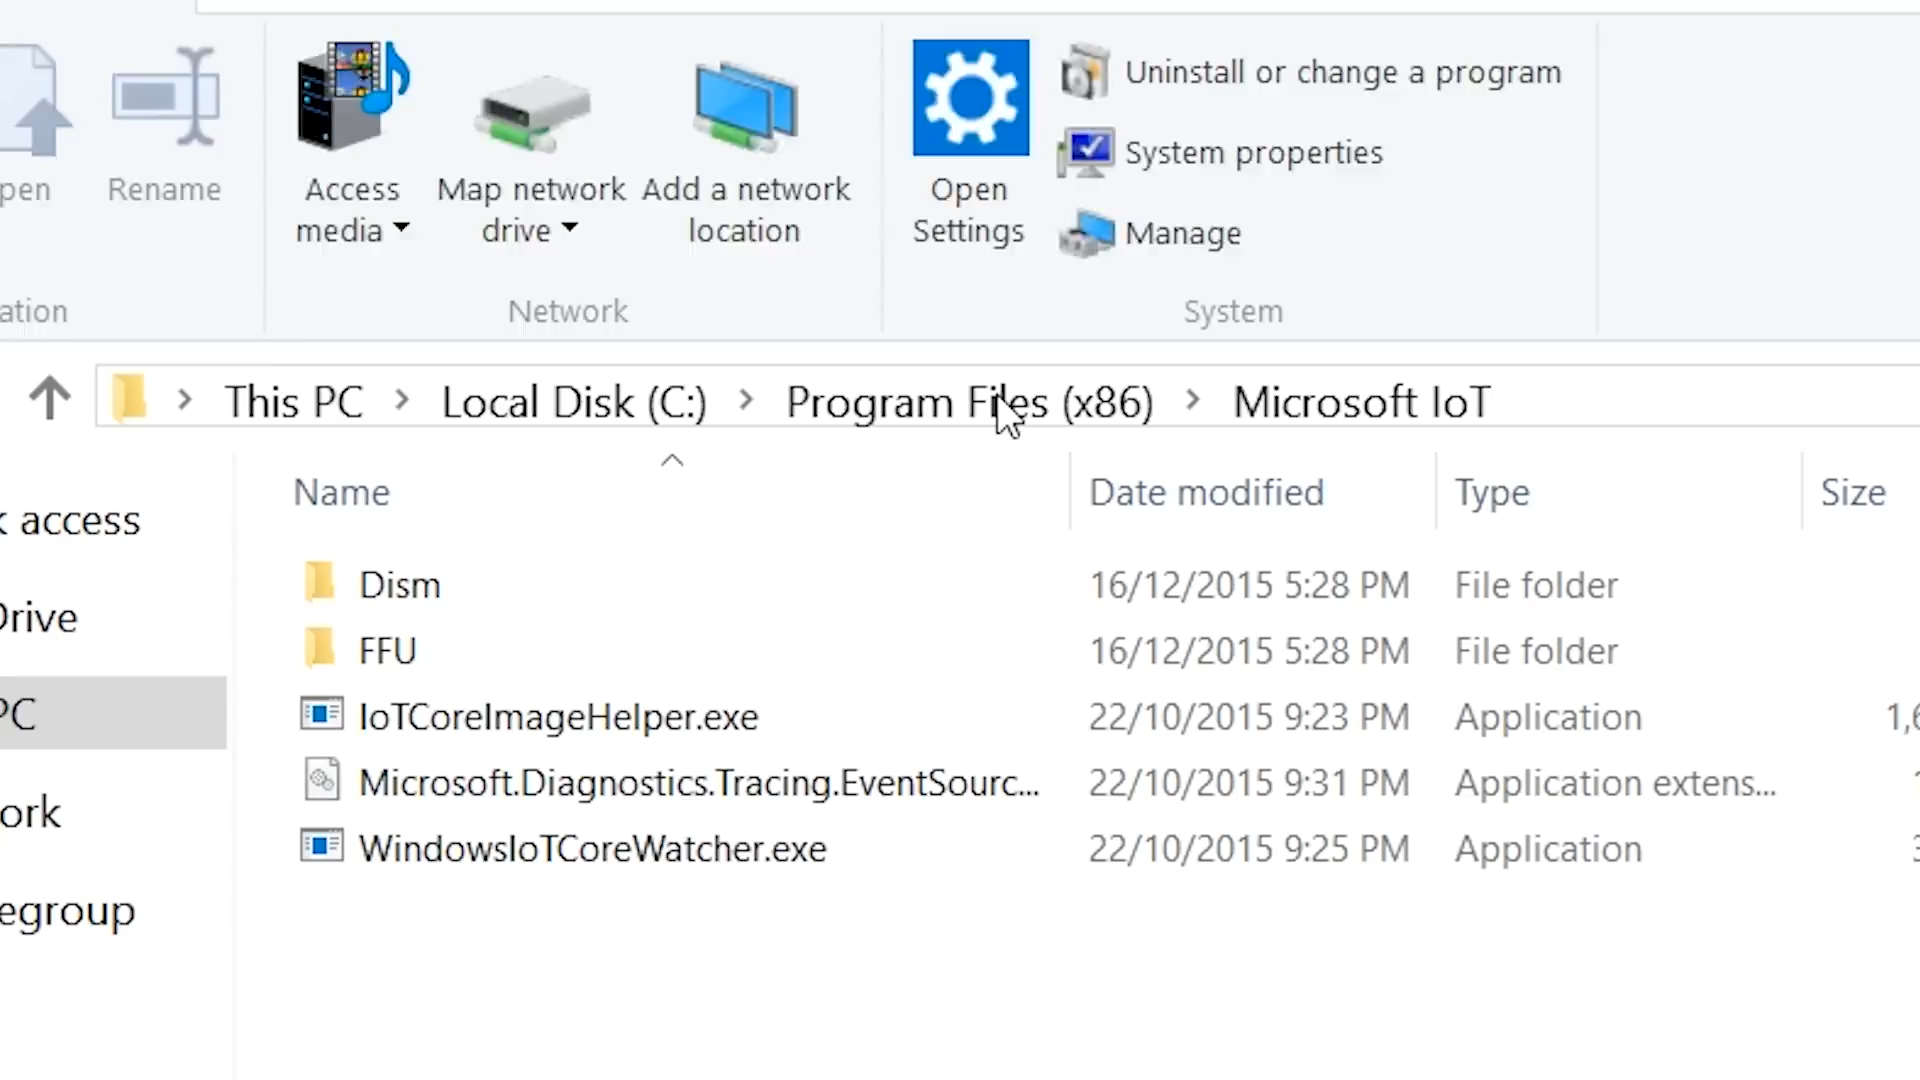 pen
Rename
Access
media
Map network
drive
Add a network
location
Open
Settings
Uninstall or change a program
System properties
Manage
ation
Network
System
This PC
Local Disk (C:)
Program Files (x86)
Microsoft IoT
Name
Date modified
Type
Size
k access
Drive
PC
ork
egroup
Dism 16/12/2015 5:28 PM File folder
FFU 16/12/2015 5:28 PM File folder
IoTCoreImageHelper.exe 22/10/2015 9:23 PM Application 1,6
Microsoft.Diagnostics.Tracing.EventSourc... 22/10/2015 9:31 PM Application extens...
WindowsIoTCoreWatcher.exe 22/10/2015 9:25 PM Application